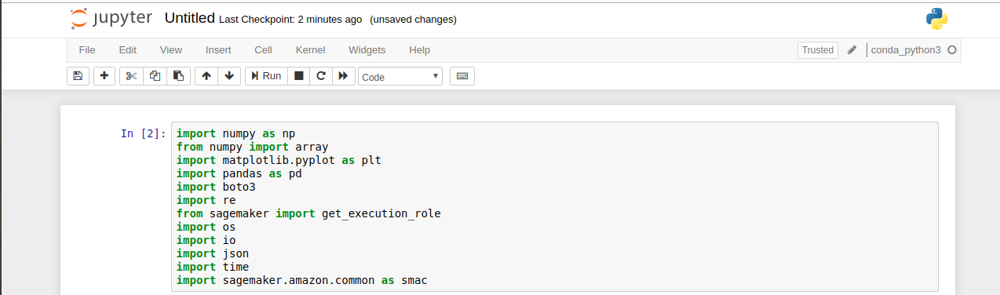 jupyter Untitled Last Checkpoint: 2 minutes ago (unsaved changes)
File Edit View Insert Cell Kernel Widgets Help Trusted conda_python3
Run Code
In [2]: import numpy as np
from numpy import array
import matplotlib.pyplot as plt
import pandas as pd
import boto3
import re
from sagemaker import get_execution_role
import os
import io
import json
import time
import sagemaker.amazon.common as smac